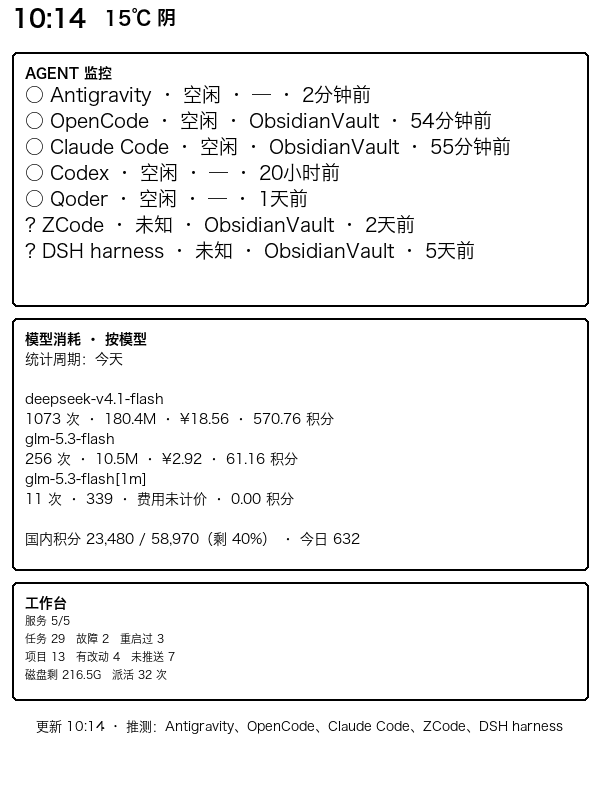 10:14 15℃ 阴
AGENT 监控
○ Antigravity · 空闲 · — · 2分钟前
○ OpenCode · 空闲 · ObsidianVault · 54分钟前
○ Claude Code · 空闲 · ObsidianVault · 55分钟前
○ Codex · 空闲 · — · 20小时前
○ Qoder · 空闲 · — · 1天前
? ZCode · 未知 · ObsidianVault · 2天前
? DSH harness · 未知 · ObsidianVault · 5天前
模型消耗 · 按模型
统计周期：今天
deepseek-v4.1-flash
1073 次 · 180.4M · ¥18.56 · 570.76 积分
glm-5.3-flash
256 次 · 10.5M · ¥2.92 · 61.16 积分
glm-5.3-flash[1m]
11 次 · 339 · 费用未计价 · 0.00 积分
国内积分 23,480 / 58,970（剩 40%） · 今日 632
工作台
服务 5/5
任务 29 故障 2 重启过 3
项目 13 有改动 4 未推送 7
磁盘剩 216.5G 派活 32 次
更新 10:14 · 推测：Antigravity、OpenCode、Claude Code、ZCode、DSH harness